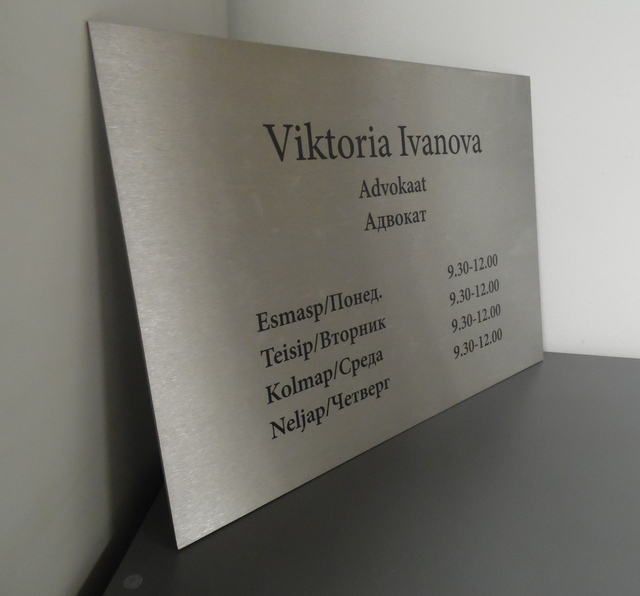 Viktoria Ivanova
Advokaat
Адвокат
Esmasp/Понед. 9.30-12.00
Teisip/Вторник 9.30-12.00
Kolmap/Среда 9.30-12.00
Neljap/Четверг 9.30-12.00